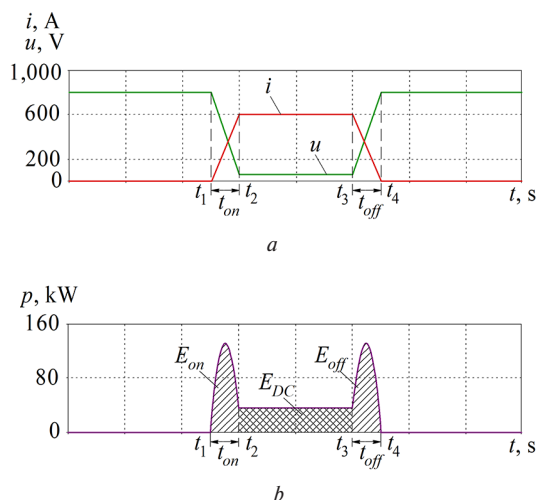 i, A
u, V
1,000
600
200
0
i
u
t1 ton t2 t3 toff t4 t, s
a
p, kW
160
80
0
Eon EDC Eoff
t1 ton t2 t3 toff t4 t, s
b